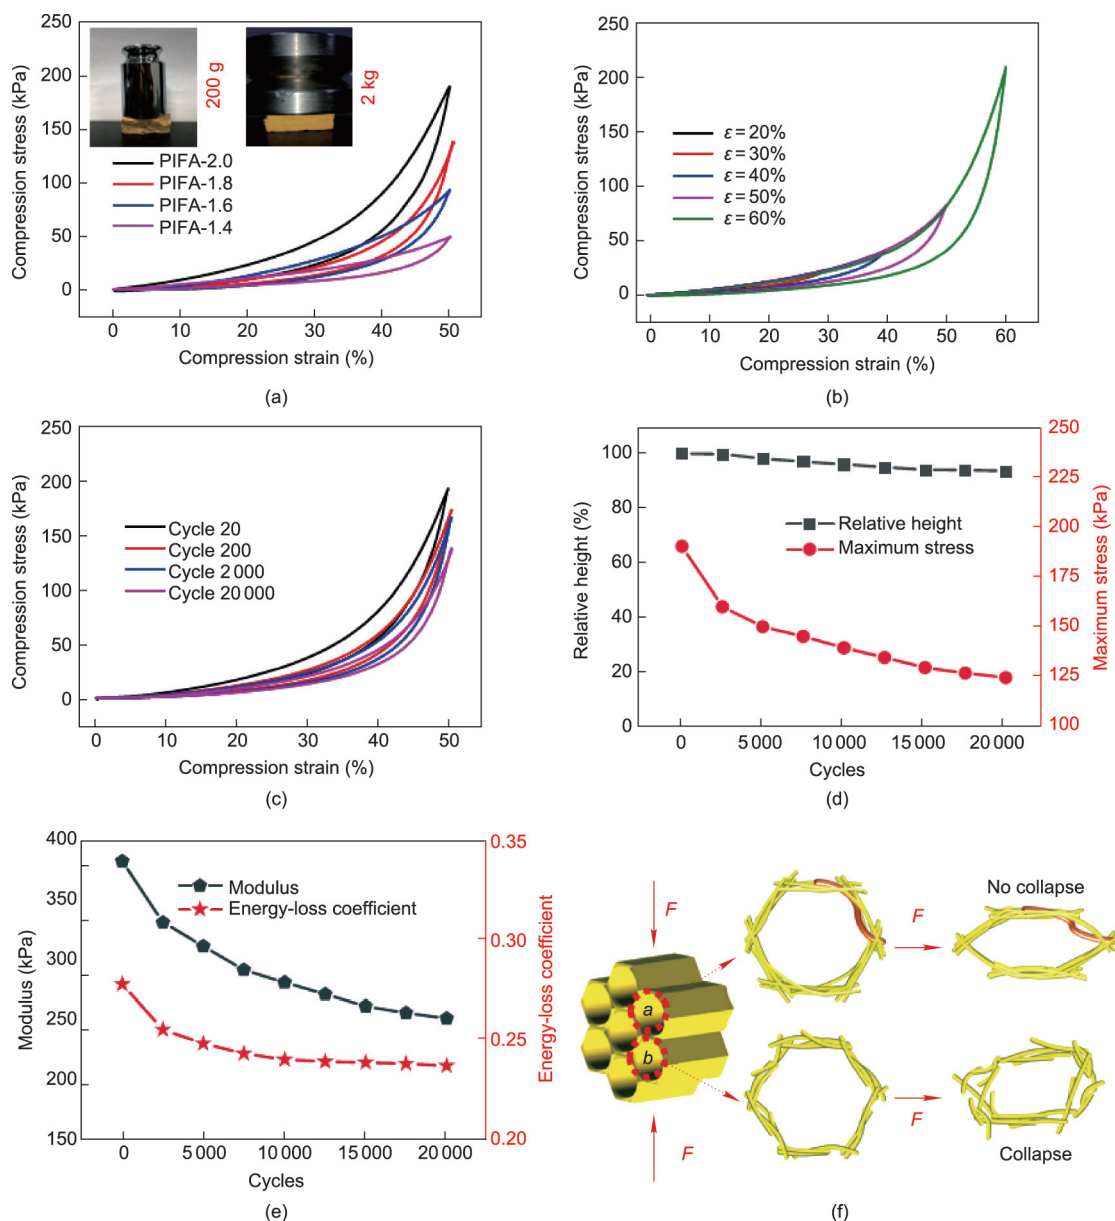 250
200
150
100
50
0
Compression stress (kPa)
200 g
2 kg
PIFA-2.0
PIFA-1.8
PIFA-1.6
PIFA-1.4
0 10 20 30 40 50
Compression strain (%)
(a)
250
200
150
100
50
0
Compression stress (kPa)
ε = 20%
ε = 30%
ε = 40%
ε = 50%
ε = 60%
0 10 20 30 40 50 60
Compression strain (%)
(b)
250
200
150
100
50
0
Compression stress (kPa)
Cycle 20
Cycle 200
Cycle 2 000
Cycle 20 000
0 10 20 30 40 50
Compression strain (%)
(c)
100
80
60
40
20
0
Relative height (%)
Relative height
Maximum stress
250
225
200
175
150
125
100
Maximum stress (kPa)
0 5 000 10 000 15 000 20 000
Cycles
(d)
400
350
300
250
200
150
Modulus (kPa)
Modulus
Energy-loss coefficient
0.35
0.30
0.25
0.20
Energy-loss coefficient
0 5 000 10 000 15 000 20 000
Cycles
(e)
F
a
b
F
F
No collapse
F
Collapse
(f)